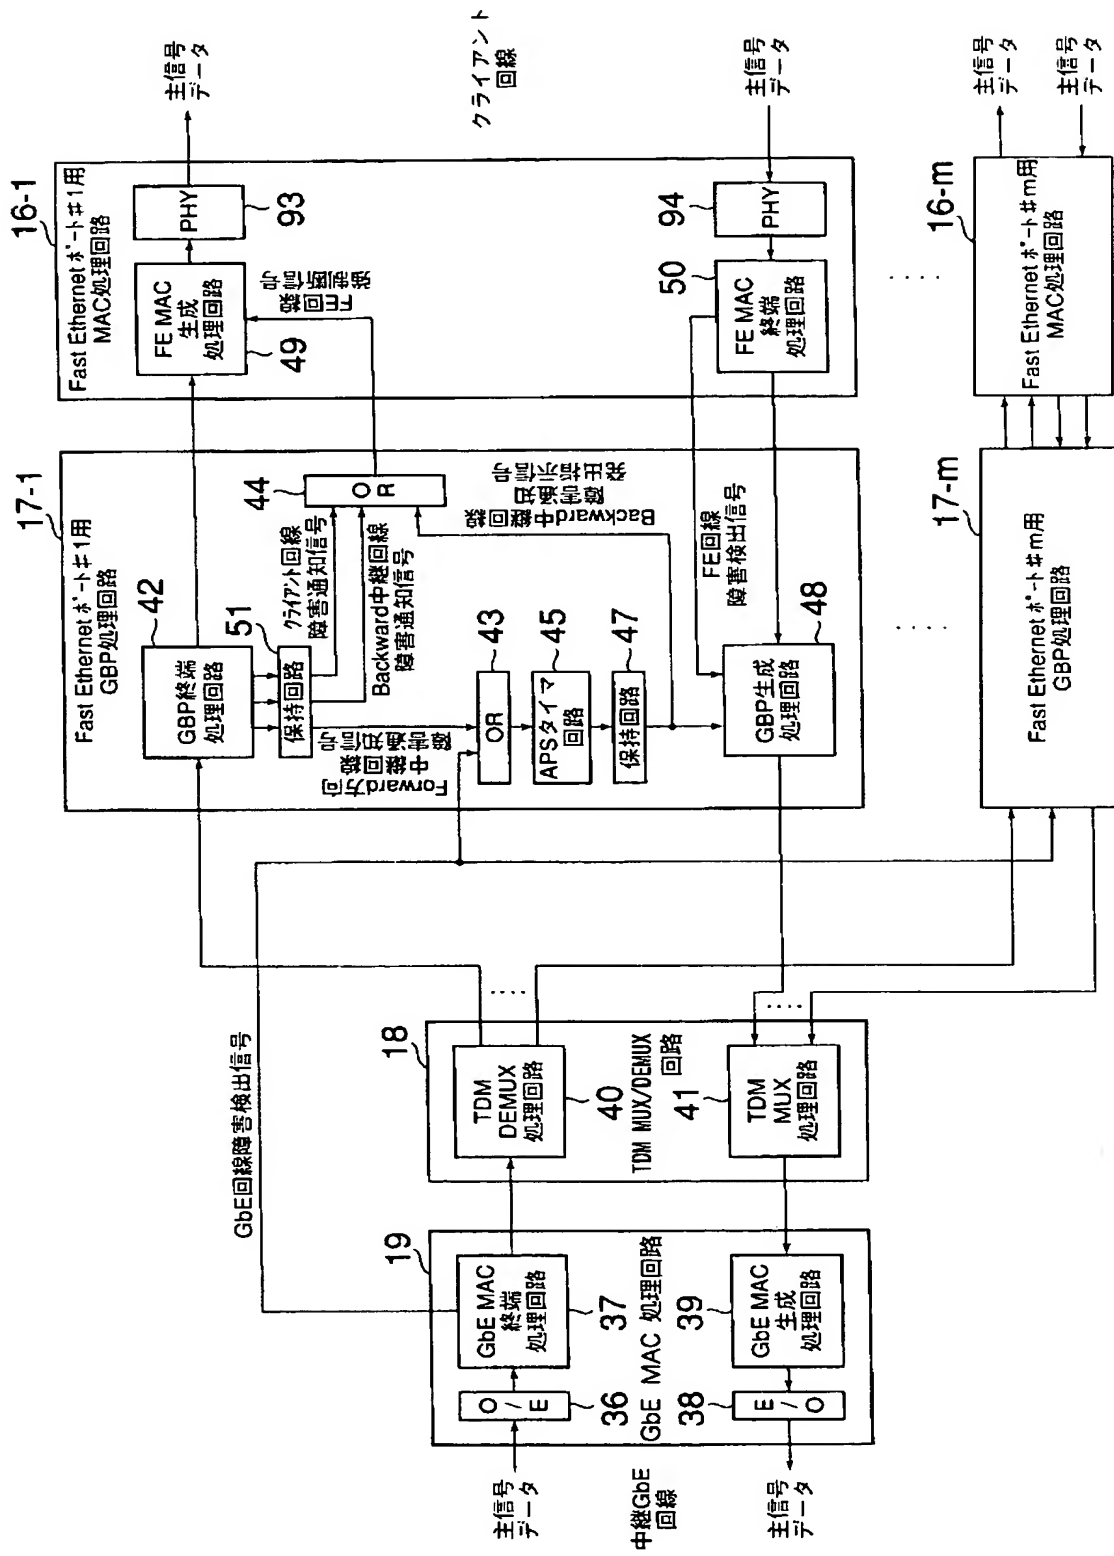 主信号
データ
中継GbE
回線
主信号
データ
19
O
/
E
36
GbE MAC
終端
処理回路
37
GbE MAC 処理回路
E
/
O
38
GbE MAC
生成
処理回路
39
GbE回線障害検出信号
18
TDM
DEMUX
処理回路
40
TDM MUX/DEMUX
回路
41
TDM
MUX
処理回路
‥‥
‥‥
17-1
Fast Ethernetポート#1用
GBP処理回路
42
GBP終端
処理回路
51
保持回路
クライアント回線
障害通知信号
Backward中継回線
障害通知信号
Forward方向
中継回線
障害通知信号
44
OR
43
OR
45
APSタイマ
回路
47
保持回路
Backward中継回線
障害通知
発出指示信号
FE回線
障害検出信号
48
GBP生成
処理回路
‥‥
17-m
Fast Ethernetポート#m用
GBP処理回路
16-1
Fast Ethernetポート#1用
MAC処理回路
FE MAC
生成
処理回路
49
PHY
93
FE回線
強制断信号
50
FE MAC
終端
処理回路
PHY
94
主信号
データ
クライアント
回線
主信号
データ
‥‥
16-m
Fast Ethernetポート#m用
MAC処理回路
主信号
データ
主信号
データ